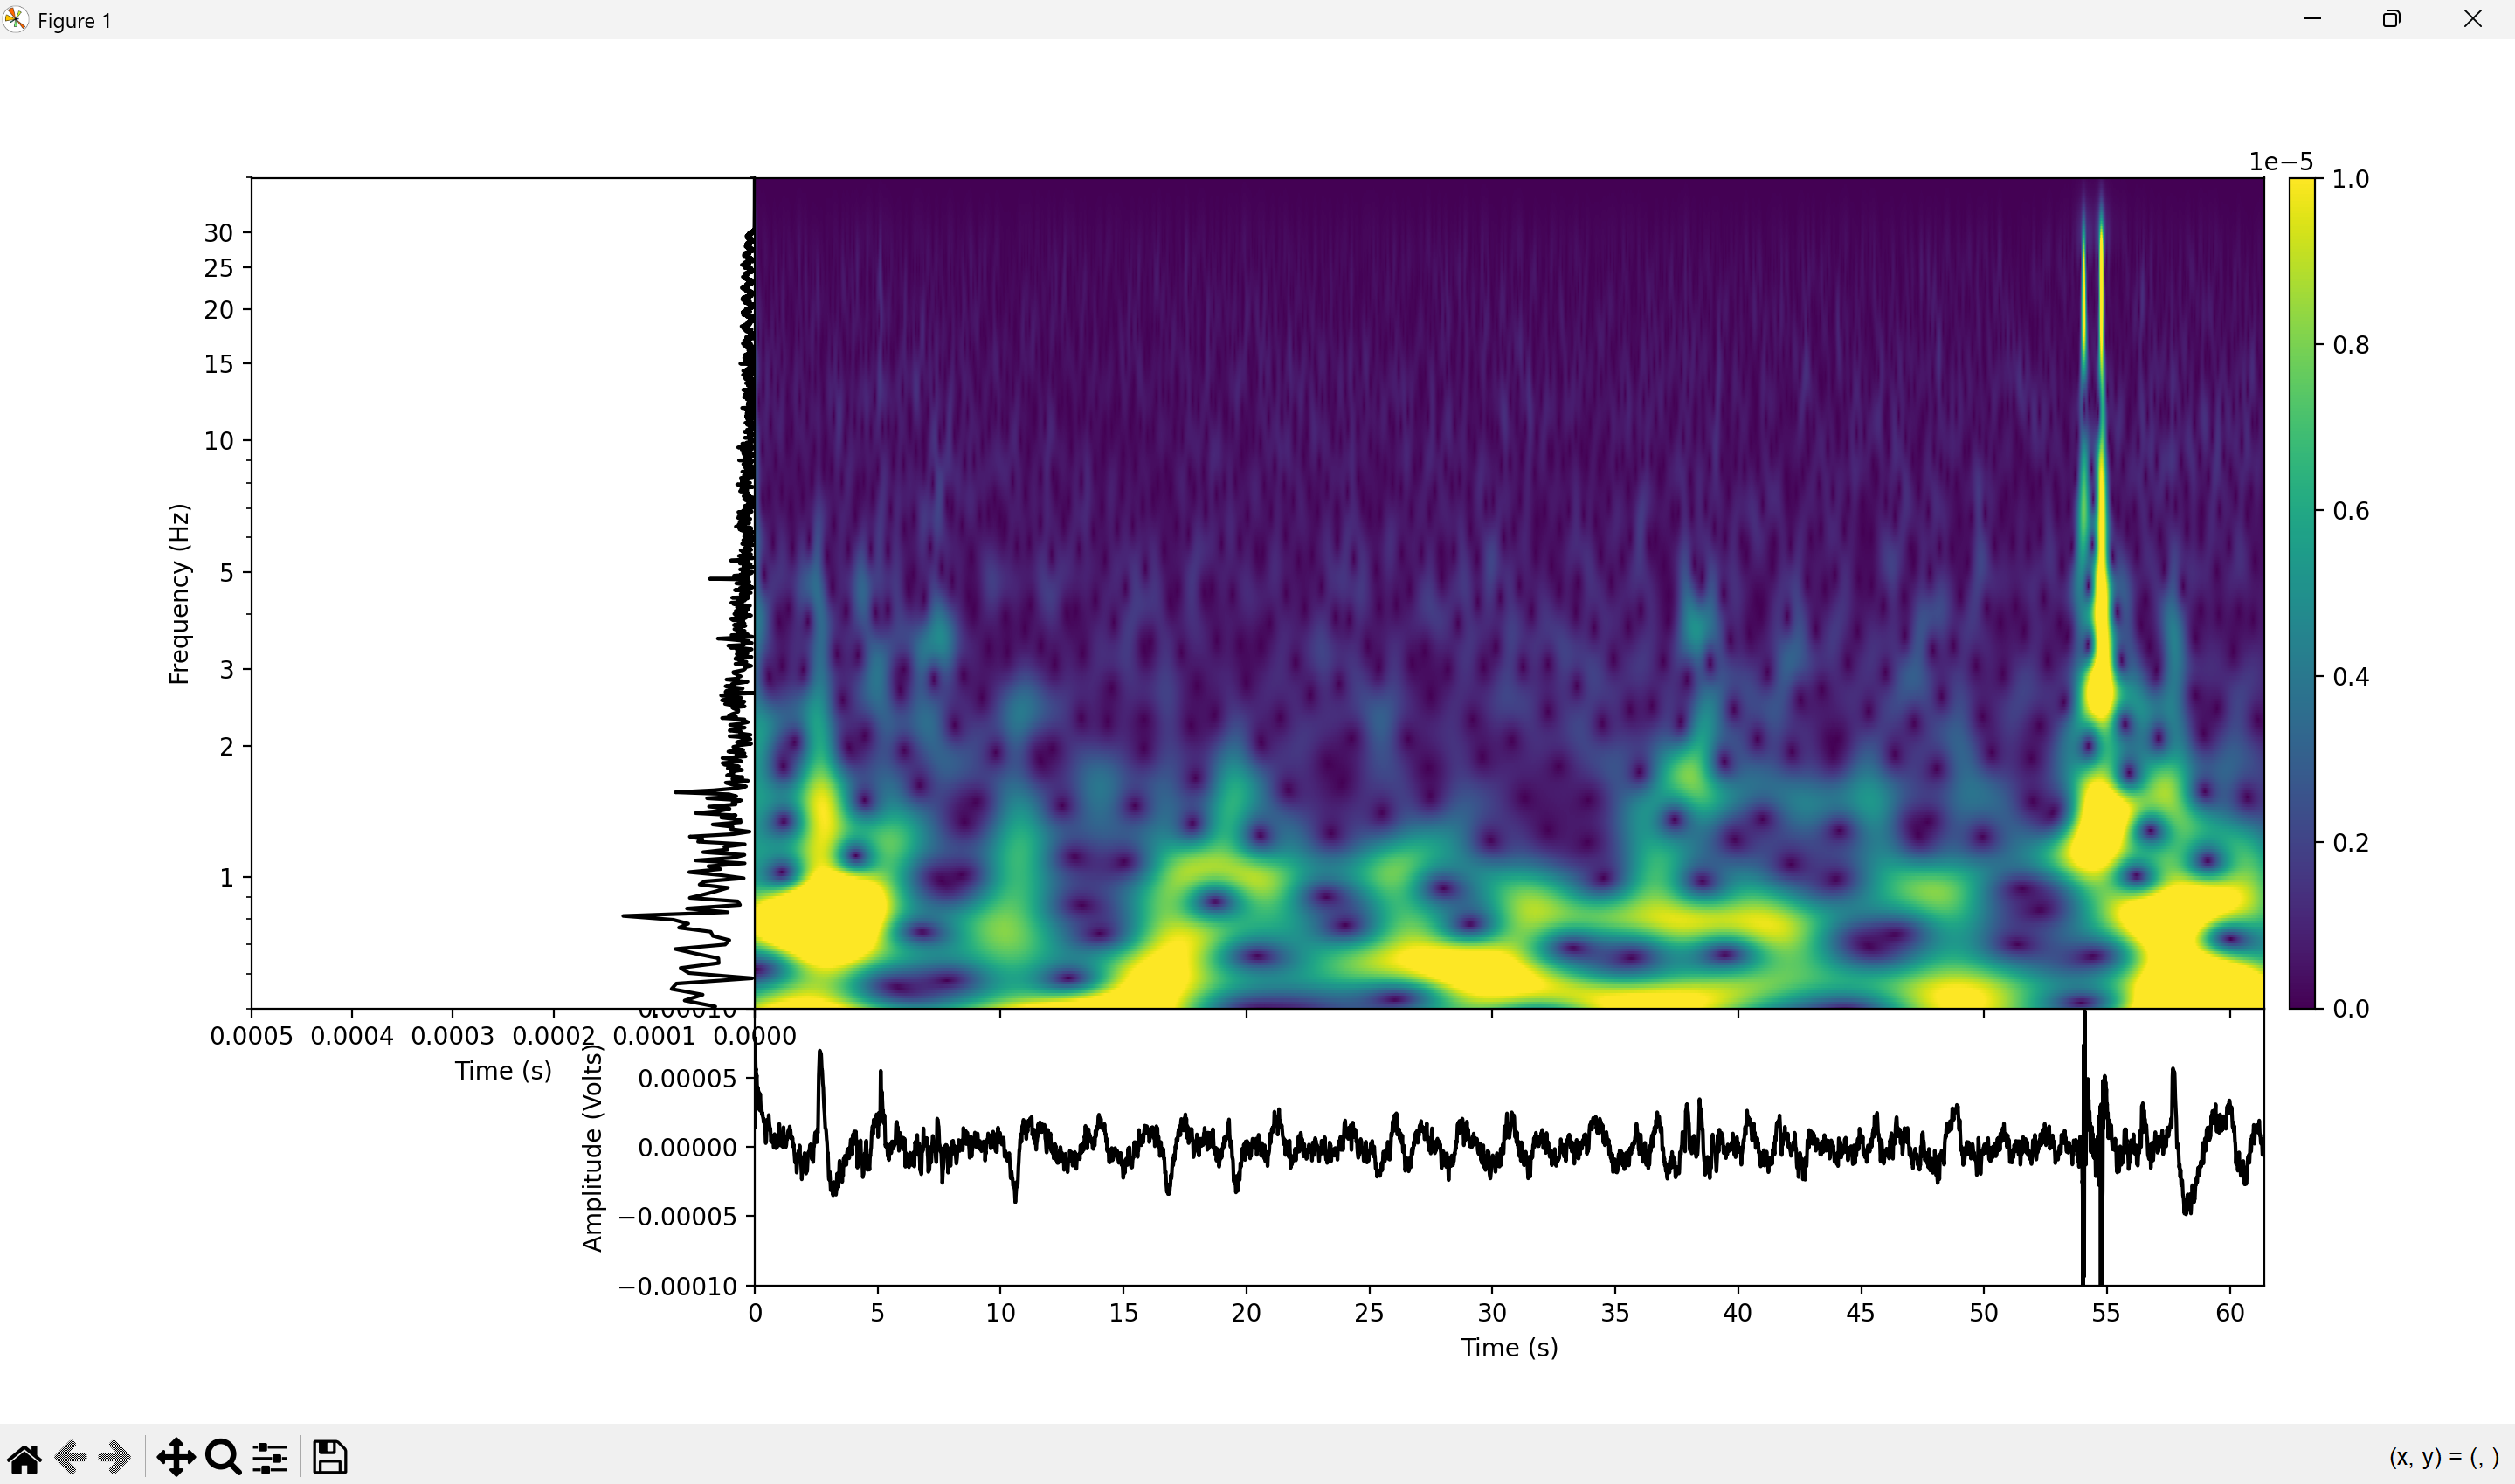 Figure 1
1e−5
1.0
0.8
0.6
0.4
0.2
0.0
30
25
20
15
10
5
3
2
1
Frequency (Hz)
0.0005 0.0004 0.0003 0.0002 0.0001 0.0000
Time (s)
0.00010
0.00005
0.00000
−0.00005
−0.00010
Amplitude (Volts)
0 5 10 15 20 25 30 35 40 45 50 55 60
Time (s)
(x, y) = (, )